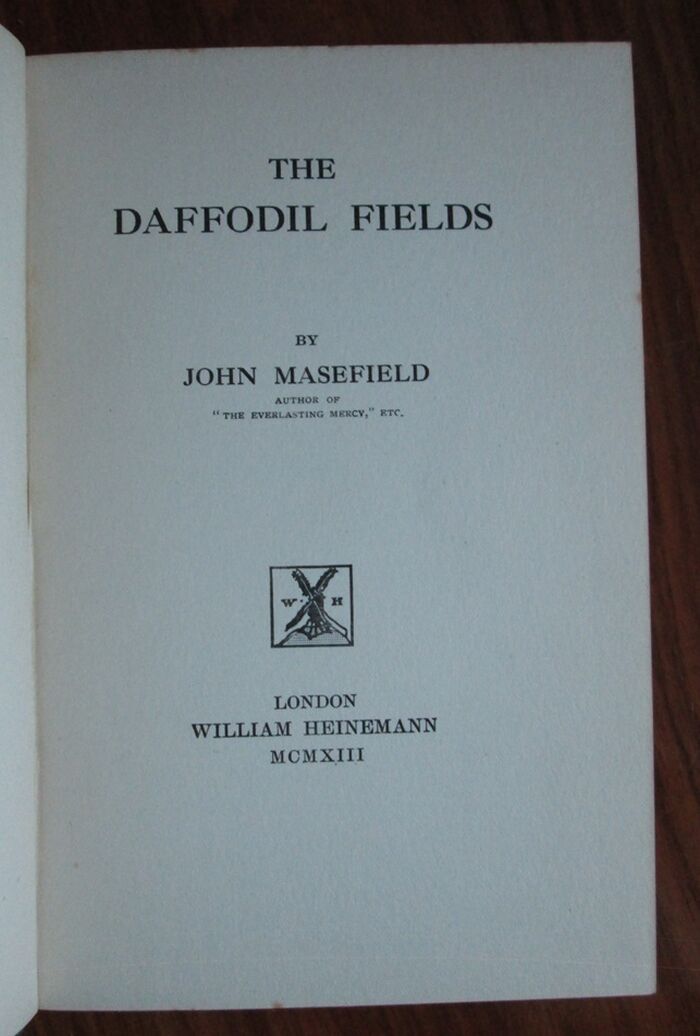 THE
DAFFODIL FIELDS
BY
JOHN MASEFIELD
AUTHOR OF
"THE EVERLASTING MERCY," ETC.
W · H
LONDON
WILLIAM HEINEMANN
MCMXIII